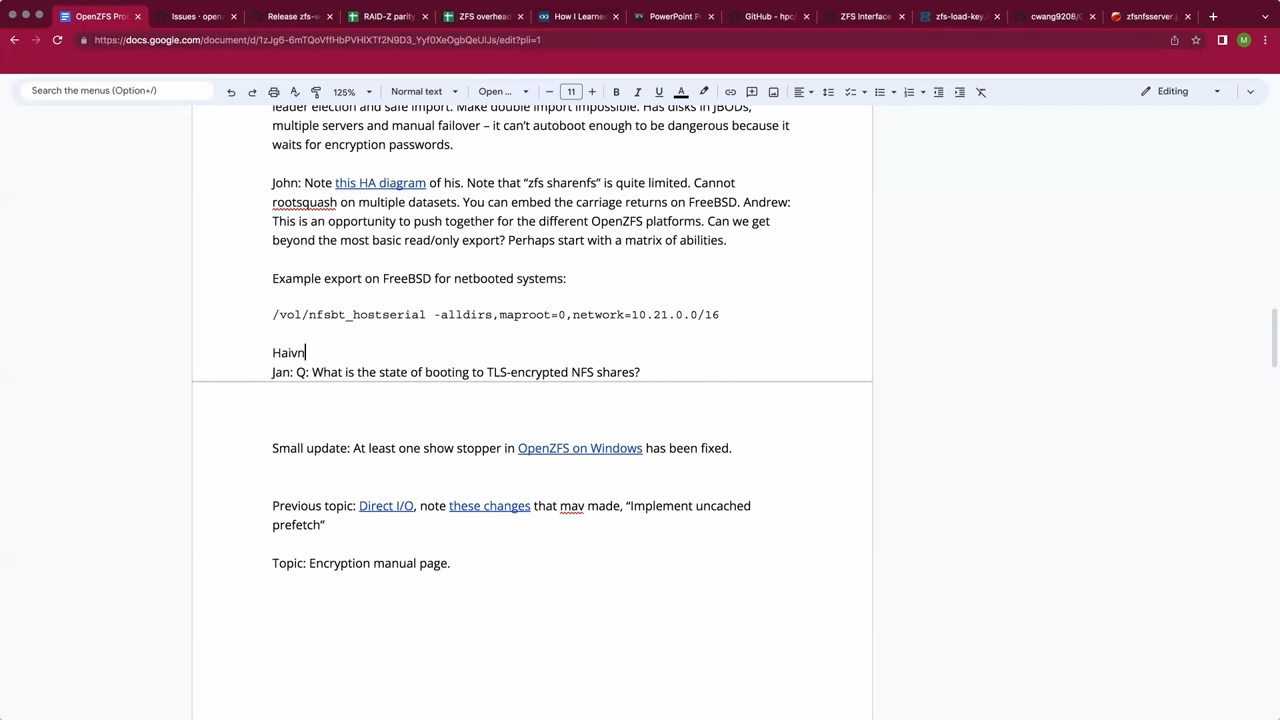 OpenZFS Pro
Issues · open
Release zfs-w
RAID-Z parity
ZFS overhead
How I Learne
PowerPoint P
GitHub - hpc/
ZFS Interface
zfs-load-key.
cwang9208/
zfsnfsserver.j
https://docs.google.com/document/d/1zJg6-6mTQoVffHbPVHIXTf2N9D3_Yyf0XeOgbQeUIJs/edit?pli=1
M
Search the menus (Option+/)
125%
Normal text
Open ...
11
B
I
U
A
Editing
leader election and safe import. Make double import impossible. Has disks in JBODs,
multiple servers and manual failover – it can't autoboot enough to be dangerous because it
waits for encryption passwords.
John: Note this HA diagram of his. Note that “zfs sharenfs” is quite limited. Cannot
rootsquash on multiple datasets. You can embed the carriage returns on FreeBSD. Andrew:
This is an opportunity to push together for the different OpenZFS platforms. Can we get
beyond the most basic read/only export? Perhaps start with a matrix of abilities.
Example export on FreeBSD for netbooted systems:
/vol/nfsbt_hostserial -alldirs,maproot=0,network=10.21.0.0/16
Haivn
Jan: Q: What is the state of booting to TLS-encrypted NFS shares?
Small update: At least one show stopper in OpenZFS on Windows has been fixed.
Previous topic: Direct I/O, note these changes that mav made, “Implement uncached
prefetch”
Topic: Encryption manual page.